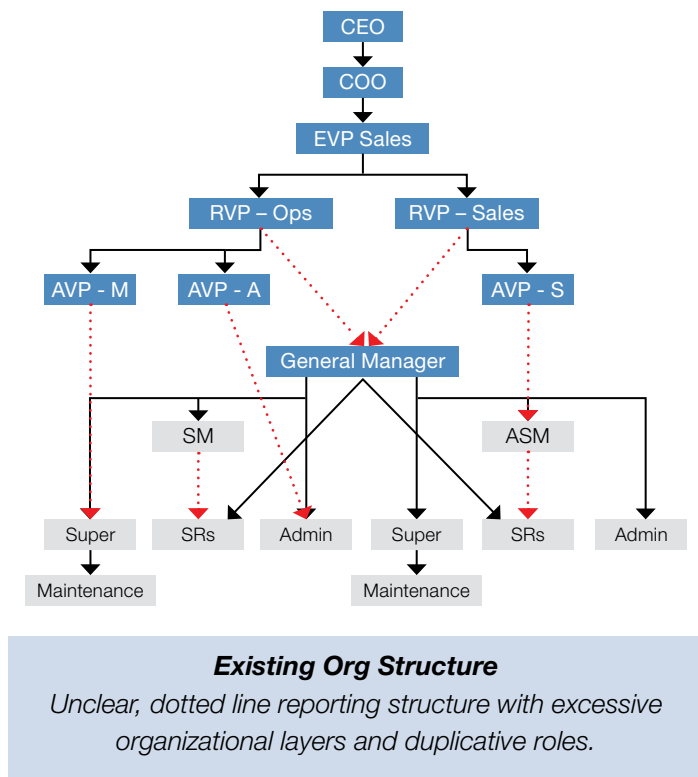 CEO
COO
EVP Sales
RVP – Ops
RVP – Sales
AVP - M
AVP - A
AVP - S
General Manager
SM
ASM
Super
SRs
Admin
Super
SRs
Admin
Maintenance
Maintenance
Existing Org Structure
Unclear, dotted line reporting structure with excessive
organizational layers and duplicative roles.